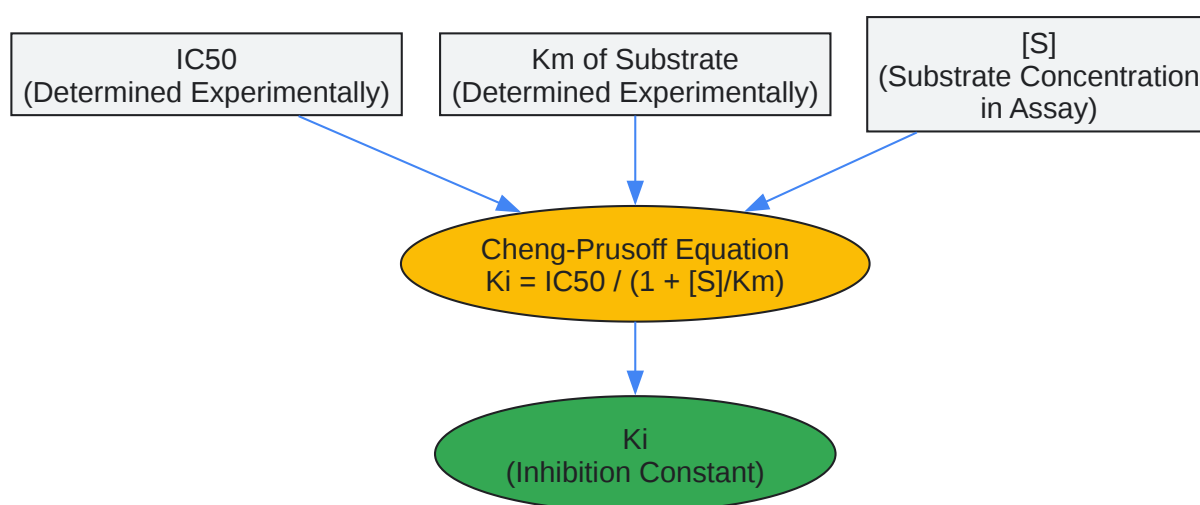 IC50
(Determined Experimentally)
Km of Substrate
(Determined Experimentally)
[S]
(Substrate Concentration
in Assay)
Cheng-Prusoff Equation
Ki = IC50 / (1 + [S]/Km)
Ki
(Inhibition Constant)